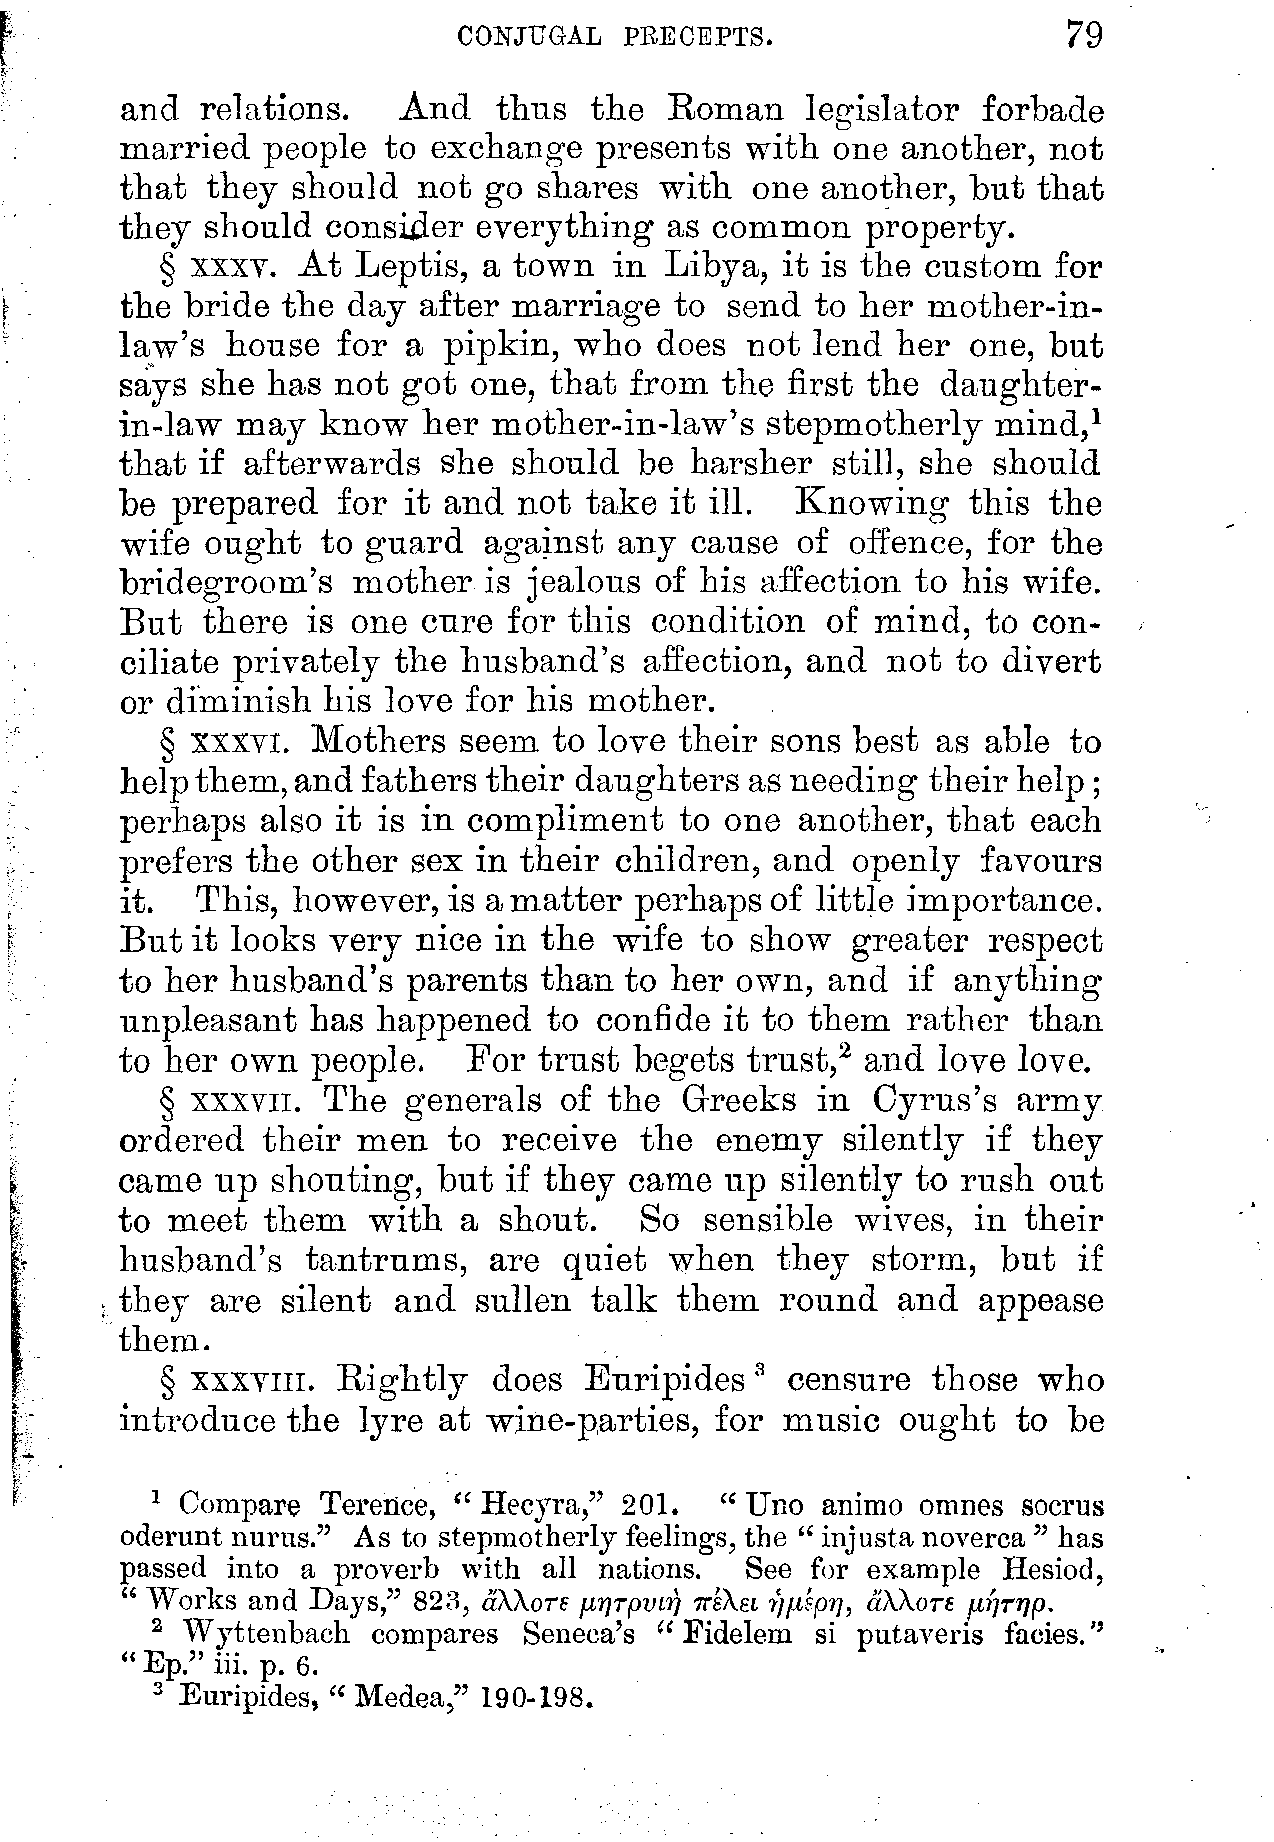 CONJUGAL PRECEPTS. 79
and relations. And thus the Roman legislator forbade
married people to exchange presents with one another, not
that they should not go shares with one another, but that
they should consider everything as common property.
§ XXXV. At Leptis, a town in Libya, it is the custom for
the bride the day after marriage to send to her mother-in-
law's house for a pipkin, who does not lend her one, but
says she has not got one, that from the first the daughter-
in-law may know her mother-in-law's stepmotherly mind,¹
that if afterwards she should be harsher still, she should
be prepared for it and not take it ill. Knowing this the
wife ought to guard against any cause of offence, for the
bridegroom's mother is jealous of his affection to his wife.
But there is one cure for this condition of mind, to con-
ciliate privately the husband's affection, and not to divert
or diminish his love for his mother.
§ XXXVI. Mothers seem to love their sons best as able to
help them, and fathers their daughters as needing their help;
perhaps also it is in compliment to one another, that each
prefers the other sex in their children, and openly favours
it. This, however, is a matter perhaps of little importance.
But it looks very nice in the wife to show greater respect
to her husband's parents than to her own, and if anything
unpleasant has happened to confide it to them rather than
to her own people. For trust begets trust,² and love love.
§ XXXVII. The generals of the Greeks in Cyrus's army
ordered their men to receive the enemy silently if they
came up shouting, but if they came up silently to rush out
to meet them with a shout. So sensible wives, in their
husband's tantrums, are quiet when they storm, but if
they are silent and sullen talk them round and appease
them.
§ XXXVIII. Rightly does Euripides³ censure those who
introduce the lyre at wine-parties, for music ought to be
¹ Compare Terence, "Hecyra," 201. "Uno animo omnes socrus
oderunt nurus." As to stepmotherly feelings, the "injusta noverca" has
passed into a proverb with all nations. See for example Hesiod,
"Works and Days," 823, ἄλλοτε μητρυιὴ πέλει ἡμέρη, ἄλλοτε μήτηρ.
² Wyttenbach compares Seneca's "Fidelem si putaveris facies."
"Ep." iii. p. 6.
³ Euripides, "Medea," 190-198.